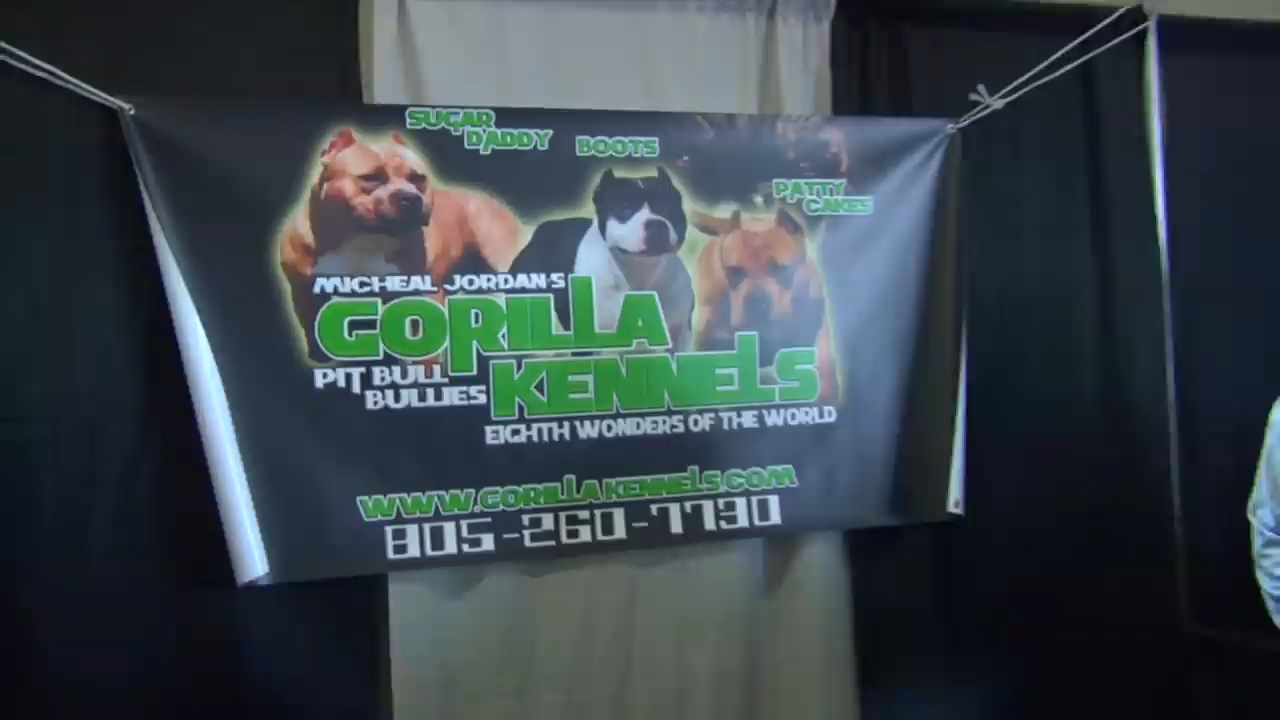 SUGAR
DADDY
BOOTS
PATTY
CAKES
MICHEAL JORDAN'S
GORILLA
KENNELS
PIT BULL
BULLIES
EIGHTH WONDERS OF THE WORLD
WWW.GORILLAKENNELS.COM
805-260-7730